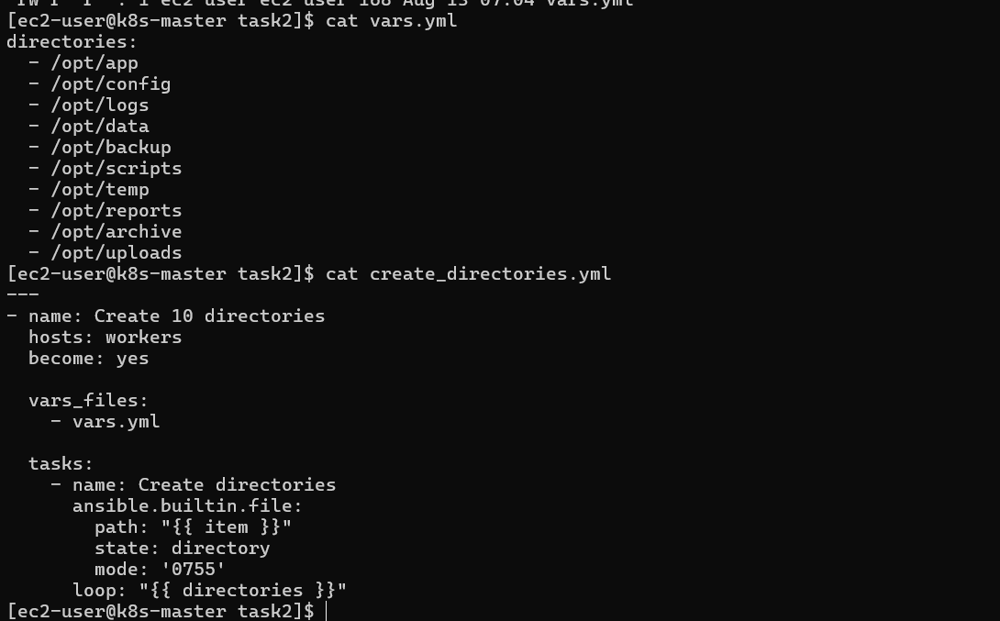 1 ec2-user ec2-user 168 Aug 13 07:04 vars.yml
[ec2-user@k8s-master task2]$ cat vars.yml
directories:
  - /opt/app
  - /opt/config
  - /opt/logs
  - /opt/data
  - /opt/backup
  - /opt/scripts
  - /opt/temp
  - /opt/reports
  - /opt/archive
  - /opt/uploads
[ec2-user@k8s-master task2]$ cat create_directories.yml
---
- name: Create 10 directories
  hosts: workers
  become: yes

  vars_files:
    - vars.yml

  tasks:
    - name: Create directories
      ansible.builtin.file:
        path: "{{ item }}"
        state: directory
        mode: '0755'
      loop: "{{ directories }}"
[ec2-user@k8s-master task2]$